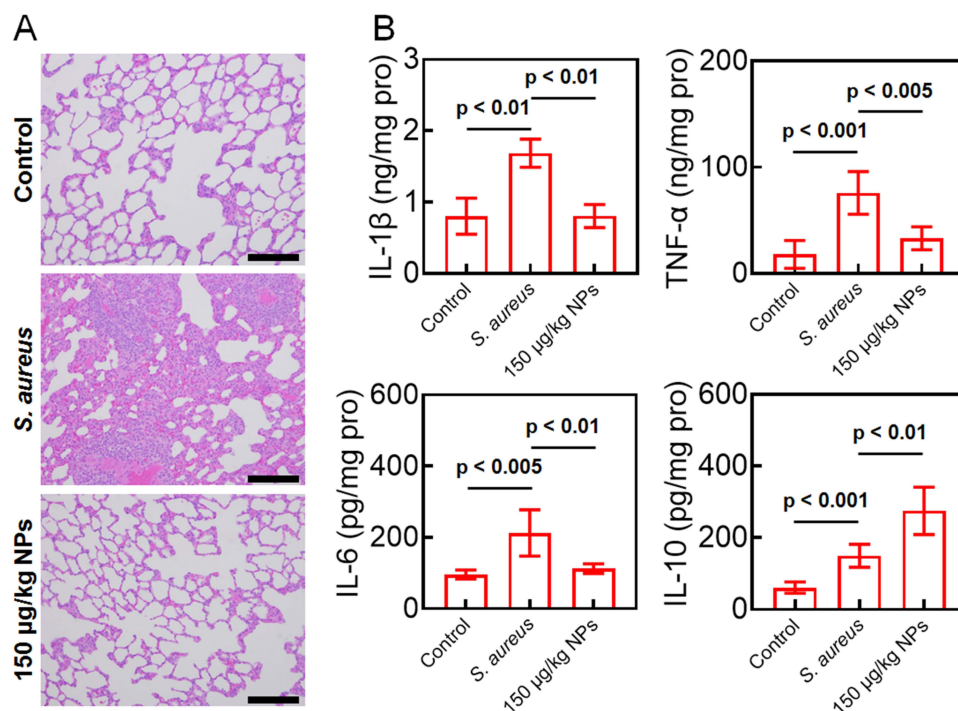 A
Control
S. aureus
150 µg/kg NPs
B
IL-1β (ng/mg pro)
3
2
1
0
p < 0.01
p < 0.01
Control
S. aureus
150 µg/kg NPs
TNF-α (ng/mg pro)
200
100
0
p < 0.001
p < 0.005
Control
S. aureus
150 µg/kg NPs
IL-6 (pg/mg pro)
600
400
200
0
p < 0.005
p < 0.01
Control
S. aureus
150 µg/kg NPs
IL-10 (pg/mg pro)
600
400
200
0
p < 0.001
p < 0.01
Control
S. aureus
150 µg/kg NPs